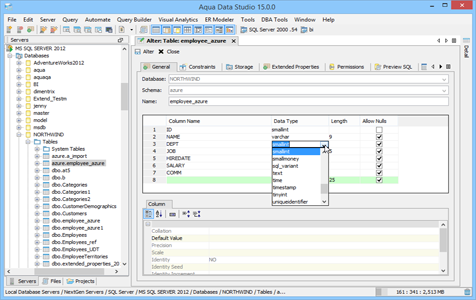 Aqua Data Studio 15.0.0
File Edit Server Query Automate Query Builder Visual Analytics ER Modeler Tools DBA Tools Window Help
SQL Server 2000 .54 bi
Servers
MS SQL SERVER 2012
Databases
AdventureWorks2012
aqua
aquaqa
BI
dimentrix
Extend_Testm
jenny
master
model
msdb
NORTHWIND
Tables
System Tables
azure.a_import
azure.employee_azure
dbo.at5
dbo.b
dbo.Categories
dbo.Categories1
dbo.Categories2
dbo.CustomerDemographics
dbo.Customers
dbo.employee_azure
dbo.employee_azure1
dbo.Employees
dbo.Employees_ref
dbo.Employees_UDT
dbo.EmployeeTerritories
dbo.extended_properties_20
Servers Files Projects
Alter: Table: employee_azure
Alter Close
General Constraints Storage Extended Properties Permissions Preview SQL
Database: NORTHWIND
Schema: azure
Name: employee_azure
Column Name Data Type Length Allow Nulls
1 ID smallint
2 NAME varchar 9
3 DEPT smallint
4 JOB smallint 5
5 HIREDATE smallmoney
6 SALARY sql_variant
7 COMM text
8 time 25
timestamp
tinyint
uniqueidentifier
Column
Collation
Default Value
Precision
Scale
Identity NO
Identity Seed
Detail
Local Database Servers / NextGen Servers / SQL Server / MS SQL SERVER 2012 / Databases / NORTHWIND / Tables / a...
161 : 341 : 2,513 MB